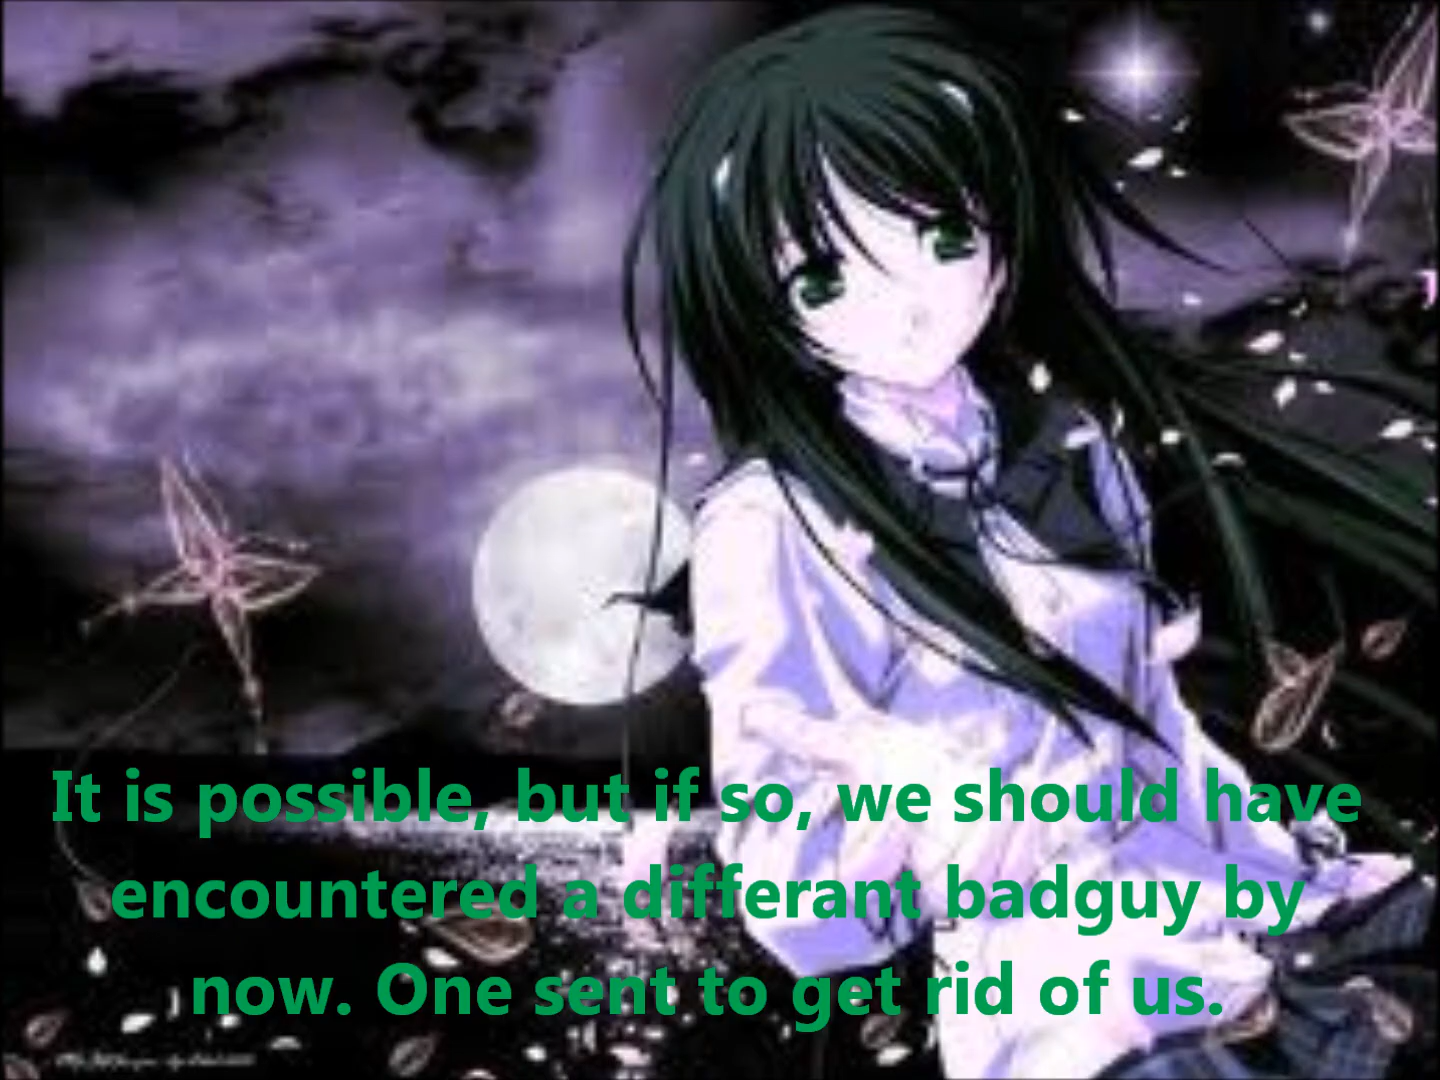 It is possible, but if so, we should have
encountered a differant badguy by
now. One sent to get rid of us.